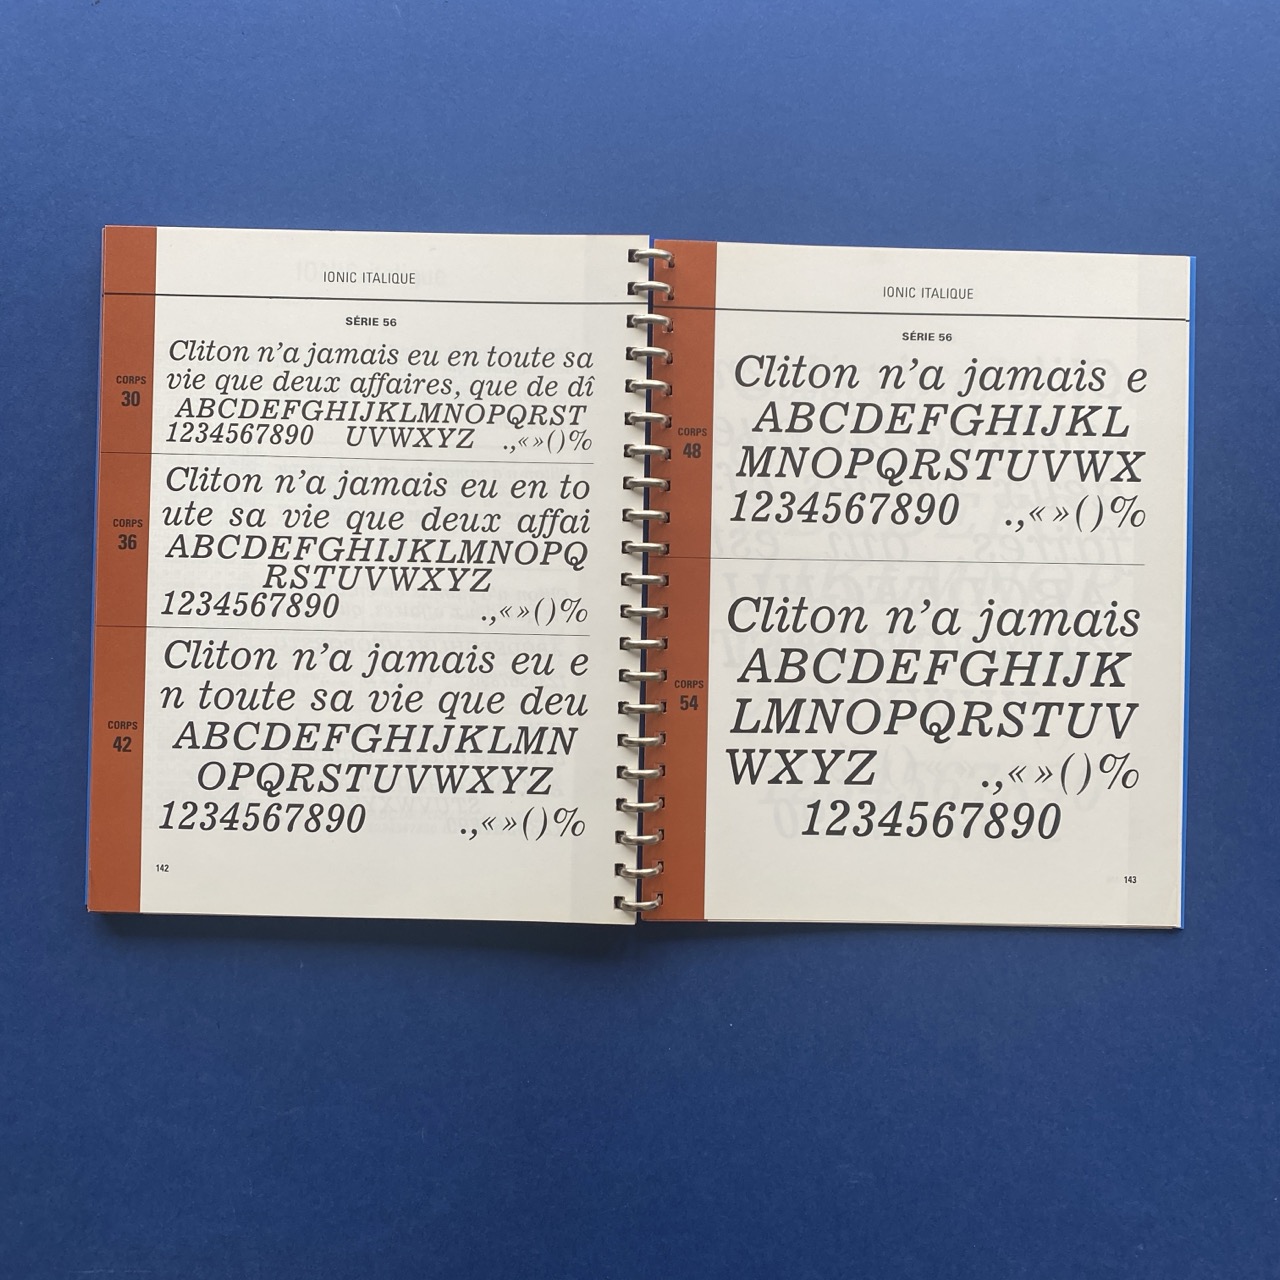 IONIC ITALIQUE
SÉRIE 56
CORPS
30
Cliton n’a jamais eu en toute sa
vie que deux affaires, que de dî
ABCDEFGHIJKLMNOPQRST
1234567890 UVWXYZ .,«»()%
CORPS
36
Cliton n’a jamais eu en to
ute sa vie que deux affai
ABCDEFGHIJKLMNOPQ
RSTUVWXYZ
1234567890 .,«»()%
CORPS
42
Cliton n’a jamais eu e
n toute sa vie que deu
ABCDEFGHIJKLMN
OPQRSTUVWXYZ
1234567890 .,«»()%
142
IONIC ITALIQUE
SÉRIE 56
CORPS
48
Cliton n’a jamais e
ABCDEFGHIJKL
MNOPQRSTUVWX
1234567890 .,«»()%
CORPS
54
Cliton n’a jamais
ABCDEFGHIJK
LMNOPQRSTUV
WXYZ .,«»()%
1234567890
143